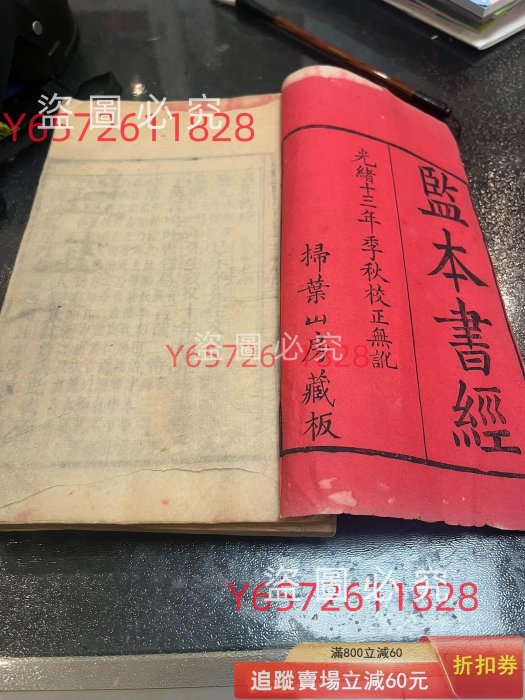 監本書經
光緒十三年季秋校正無訛
掃葉山房藏板
盜圖必究
Y6572611828
盜圖必究
Y6572611828
盜圖必究
Y6572611828
滿800立減60
追蹤賣場立減60元
折扣券